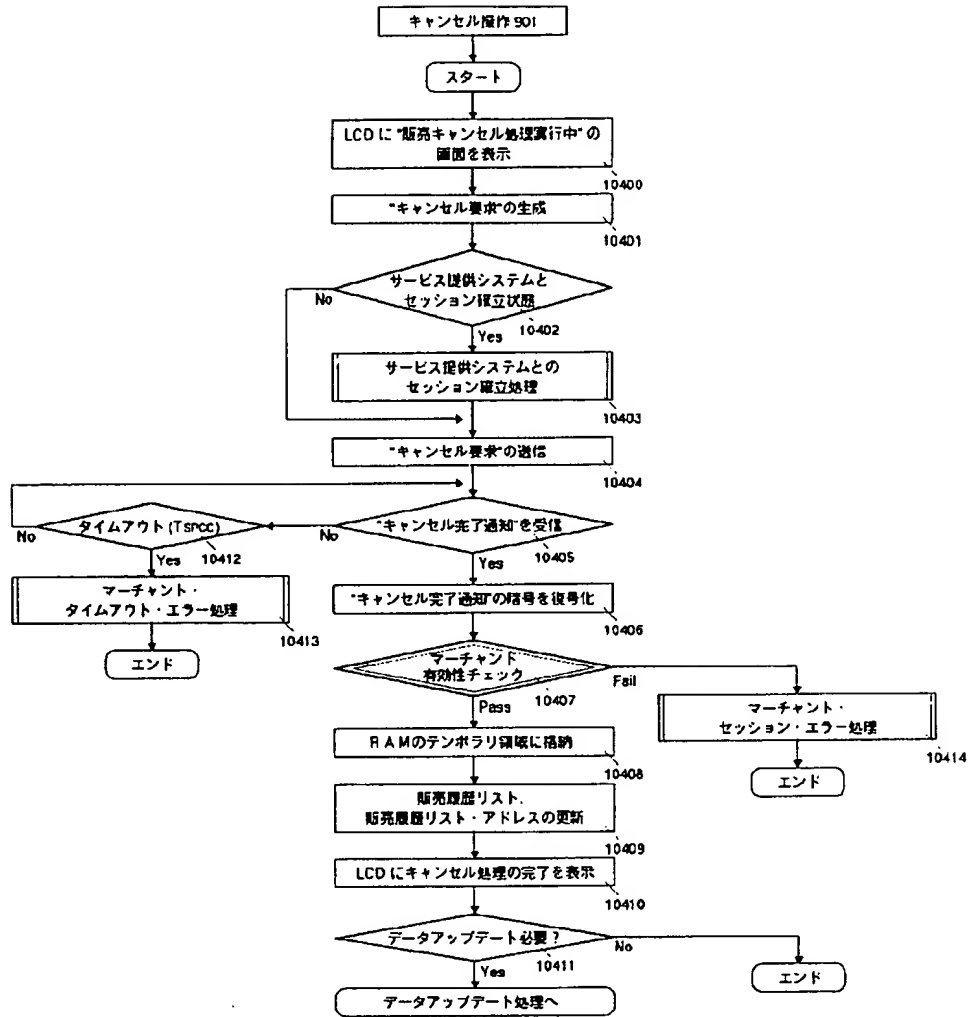 キャンセル操作 901
スタート
LCD に "販売キャンセル処理実行中" の
画面を表示
10400
"キャンセル要求"の生成
10401
サービス提供システムと
セッション確立状態
10402
No
Yes
サービス提供システムとの
セッション確立処理
10403
"キャンセル要求"の送信
10404
タイムアウト (TSPCC)
10412
No
Yes
"キャンセル完了通知"を受信
10405
No
Yes
マーチャント・
タイムアウト・エラー処理
10413
エンド
"キャンセル完了通知"の暗号を復号化
10406
マーチャント
有効性チェック
10407
Fail
Pass
マーチャント・
セッション・エラー処理
10414
エンド
RAMのテンポラリ領域に格納
10408
販売履歴リスト、
販売履歴リスト・アドレスの更新
10409
LCD にキャンセル処理の完了を表示
10410
データアップデート必要?
10411
No
Yes
エンド
データアップデート処理へ